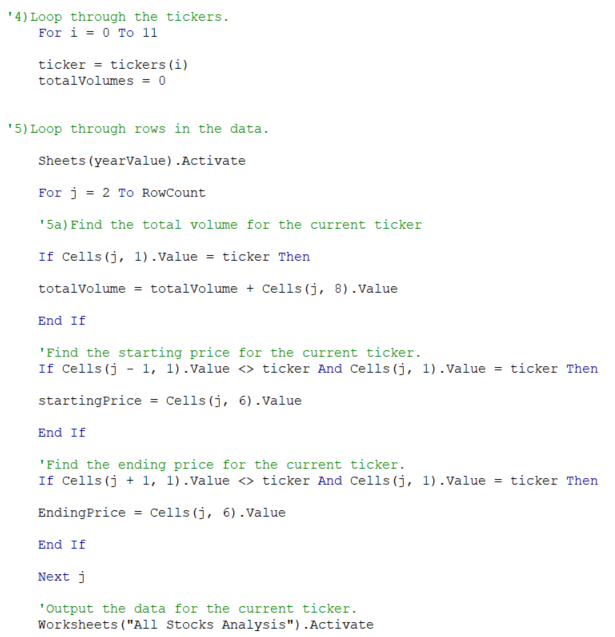 '4)Loop through the tickers.
For i = 0 To 11
ticker = tickers(i)
totalVolumes = 0
'5)Loop through rows in the data.
Sheets(yearValue).Activate
For j = 2 To RowCount
'5a)Find the total volume for the current ticker
If Cells(j, 1).Value = ticker Then
totalVolume = totalVolume + Cells(j, 8).Value
End If
'Find the starting price for the current ticker.
If Cells(j - 1, 1).Value <> ticker And Cells(j, 1).Value = ticker Then
startingPrice = Cells(j, 6).Value
End If
'Find the ending price for the current ticker.
If Cells(j + 1, 1).Value <> ticker And Cells(j, 1).Value = ticker Then
EndingPrice = Cells(j, 6).Value
End If
Next j
'Output the data for the current ticker.
Worksheets("All Stocks Analysis").Activate